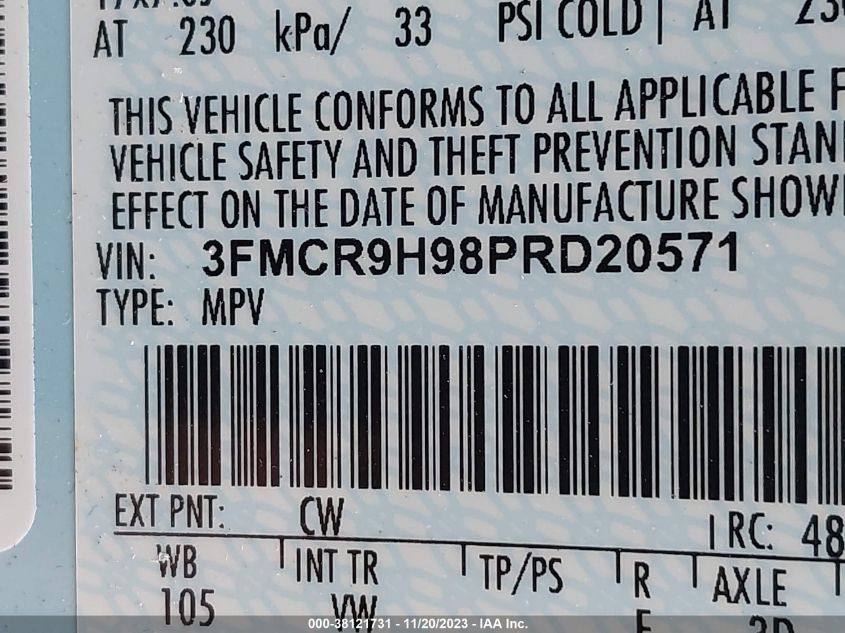 AT 230 kPa/ 33 PSI COLD | AT
THIS VEHICLE CONFORMS TO ALL APPLICABLE F
VEHICLE SAFETY AND THEFT PREVENTION STAN
EFFECT ON THE DATE OF MANUFACTURE SHOW
VIN: 3FMCR9H98PRD20571
TYPE: MPV
EXT PNT: CW RC: 48
WB INT TR TP/PS R AXLE
105 VW
000-38121731 - 11/20/2023 - IAA Inc.